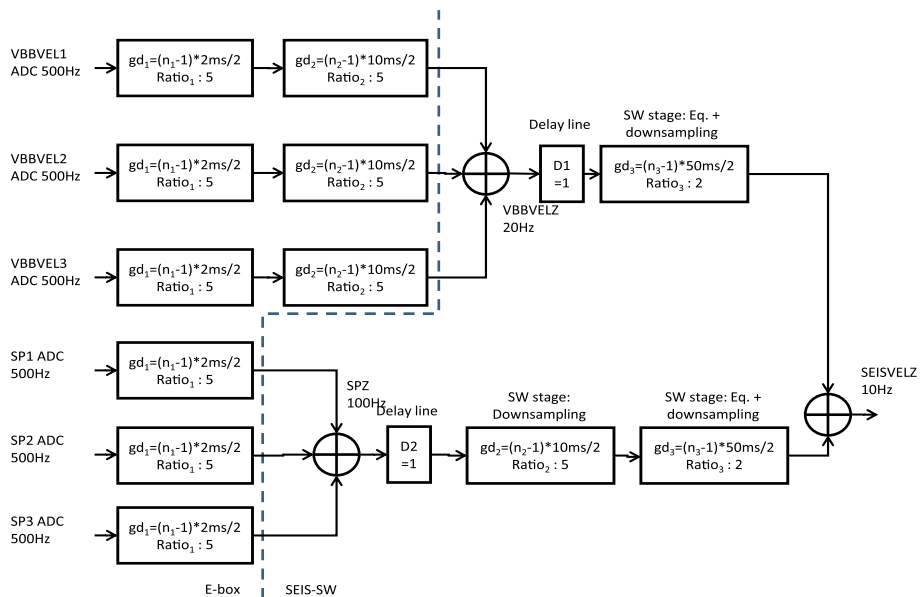 VBBVEL1
ADC 500Hz
gd₁=(n₁-1)*2ms/2
Ratio₁ : 5
gd₂=(n₂-1)*10ms/2
Ratio₂ : 5
VBBVEL2
ADC 500Hz
gd₁=(n₁-1)*2ms/2
Ratio₁ : 5
gd₂=(n₂-1)*10ms/2
Ratio₂ : 5
VBBVELZ
20Hz
Delay line
D1
=1
SW stage: Eq. +
downsampling
gd₃=(n₃-1)*50ms/2
Ratio₃ : 2
VBBVEL3
ADC 500Hz
gd₁=(n₁-1)*2ms/2
Ratio₁ : 5
gd₂=(n₂-1)*10ms/2
Ratio₂ : 5
SP1 ADC
500Hz
gd₁=(n₁-1)*2ms/2
Ratio₁ : 5
SPZ
100Hz
Delay line
D2
=1
SW stage:
Downsampling
gd₂=(n₂-1)*10ms/2
Ratio₂ : 5
SW stage: Eq. +
downsampling
gd₃=(n₃-1)*50ms/2
Ratio₃ : 2
SEISVELZ
10Hz
SP2 ADC
500Hz
gd₁=(n₁-1)*2ms/2
Ratio₁ : 5
SP3 ADC
500Hz
gd₁=(n₁-1)*2ms/2
Ratio₁ : 5
E-box
SEIS-SW